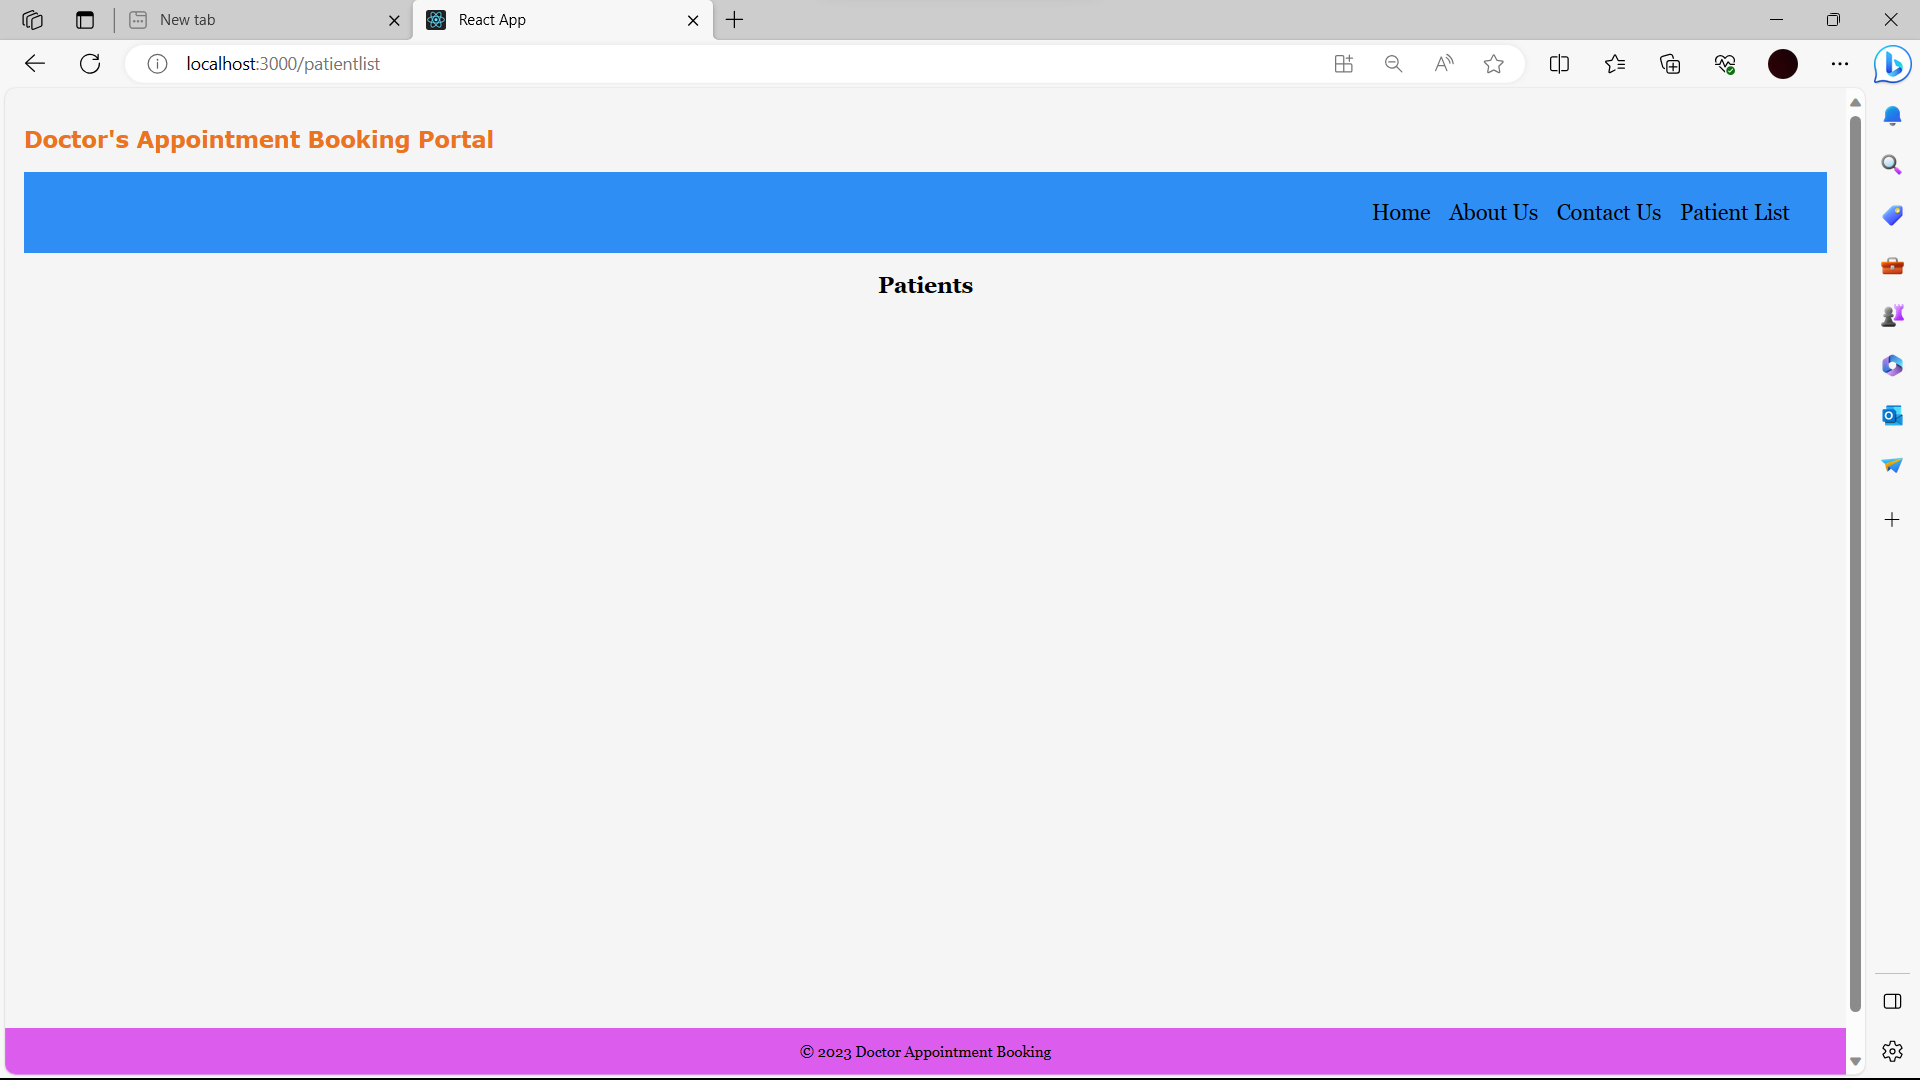 New tab
React App
localhost:3000/patientlist
Doctor's Appointment Booking Portal
Home About Us Contact Us Patient List
Patients
© 2023 Doctor Appointment Booking